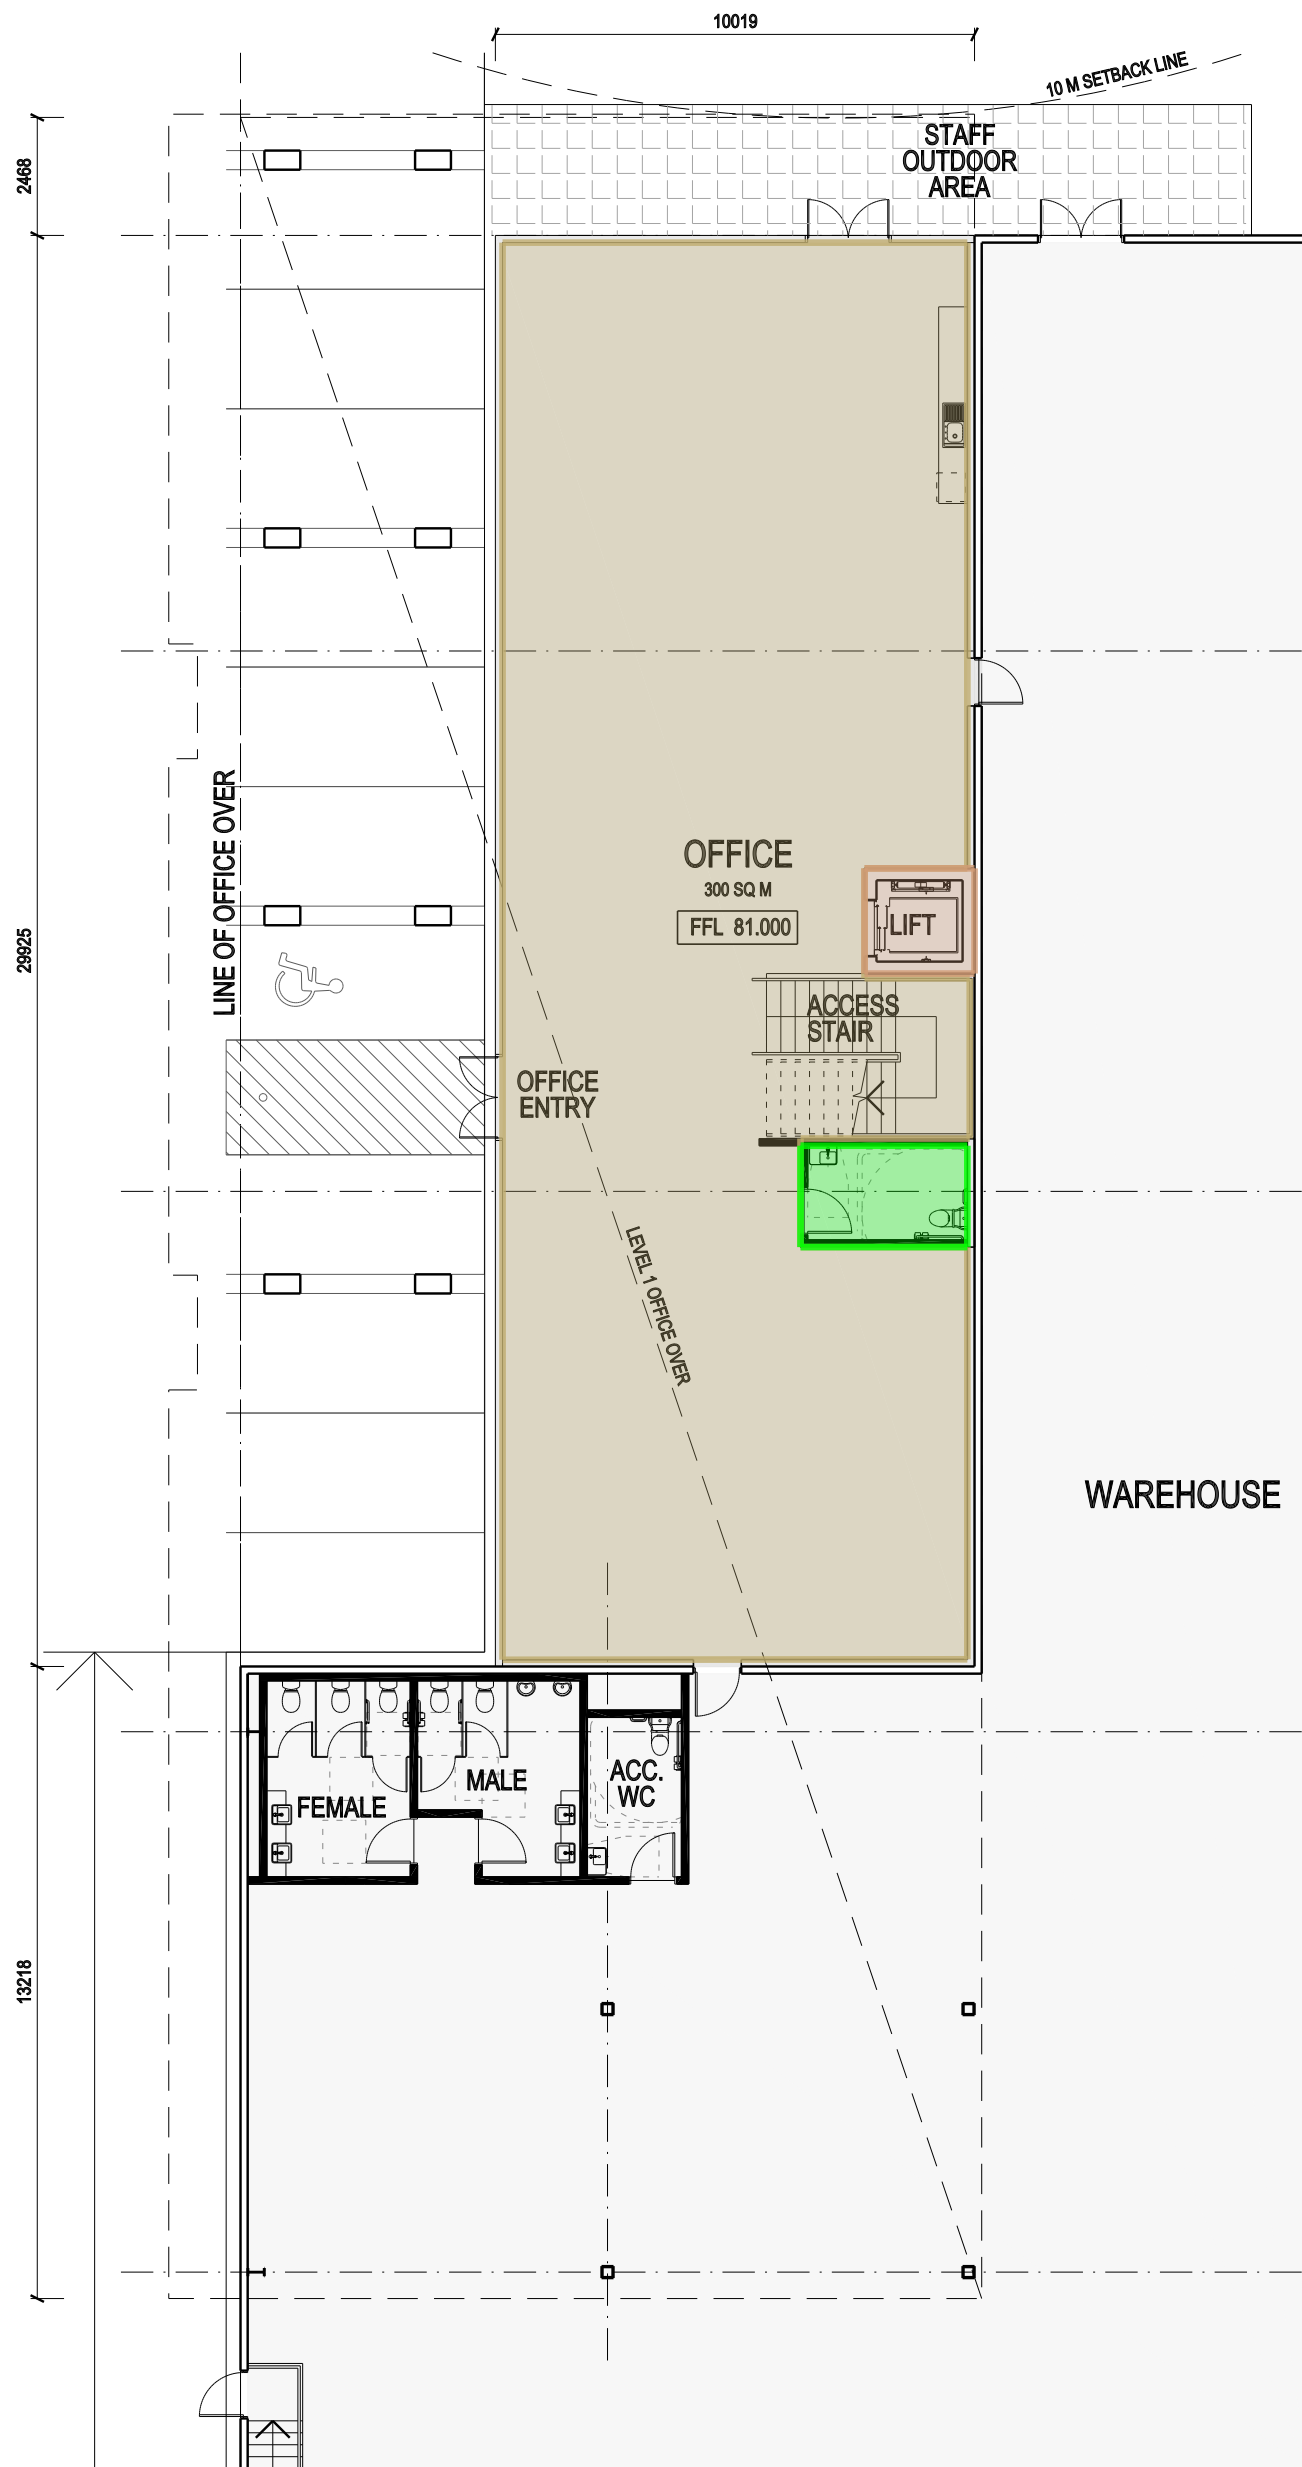 10019
10 M SETBACK LINE
2468
STAFF
OUTDOOR
AREA
29925
LINE OF OFFICE OVER
OFFICE
300 SQ M
FFL 81.000
LIFT
ACCESS
STAIR
OFFICE
ENTRY
LEVEL 1 OFFICE OVER
WAREHOUSE
FEMALE
MALE
ACC.
WC
13218